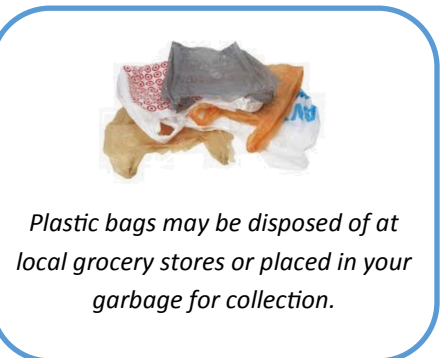 Plastic bags may be disposed of at
local grocery stores or placed in your
garbage for collection.